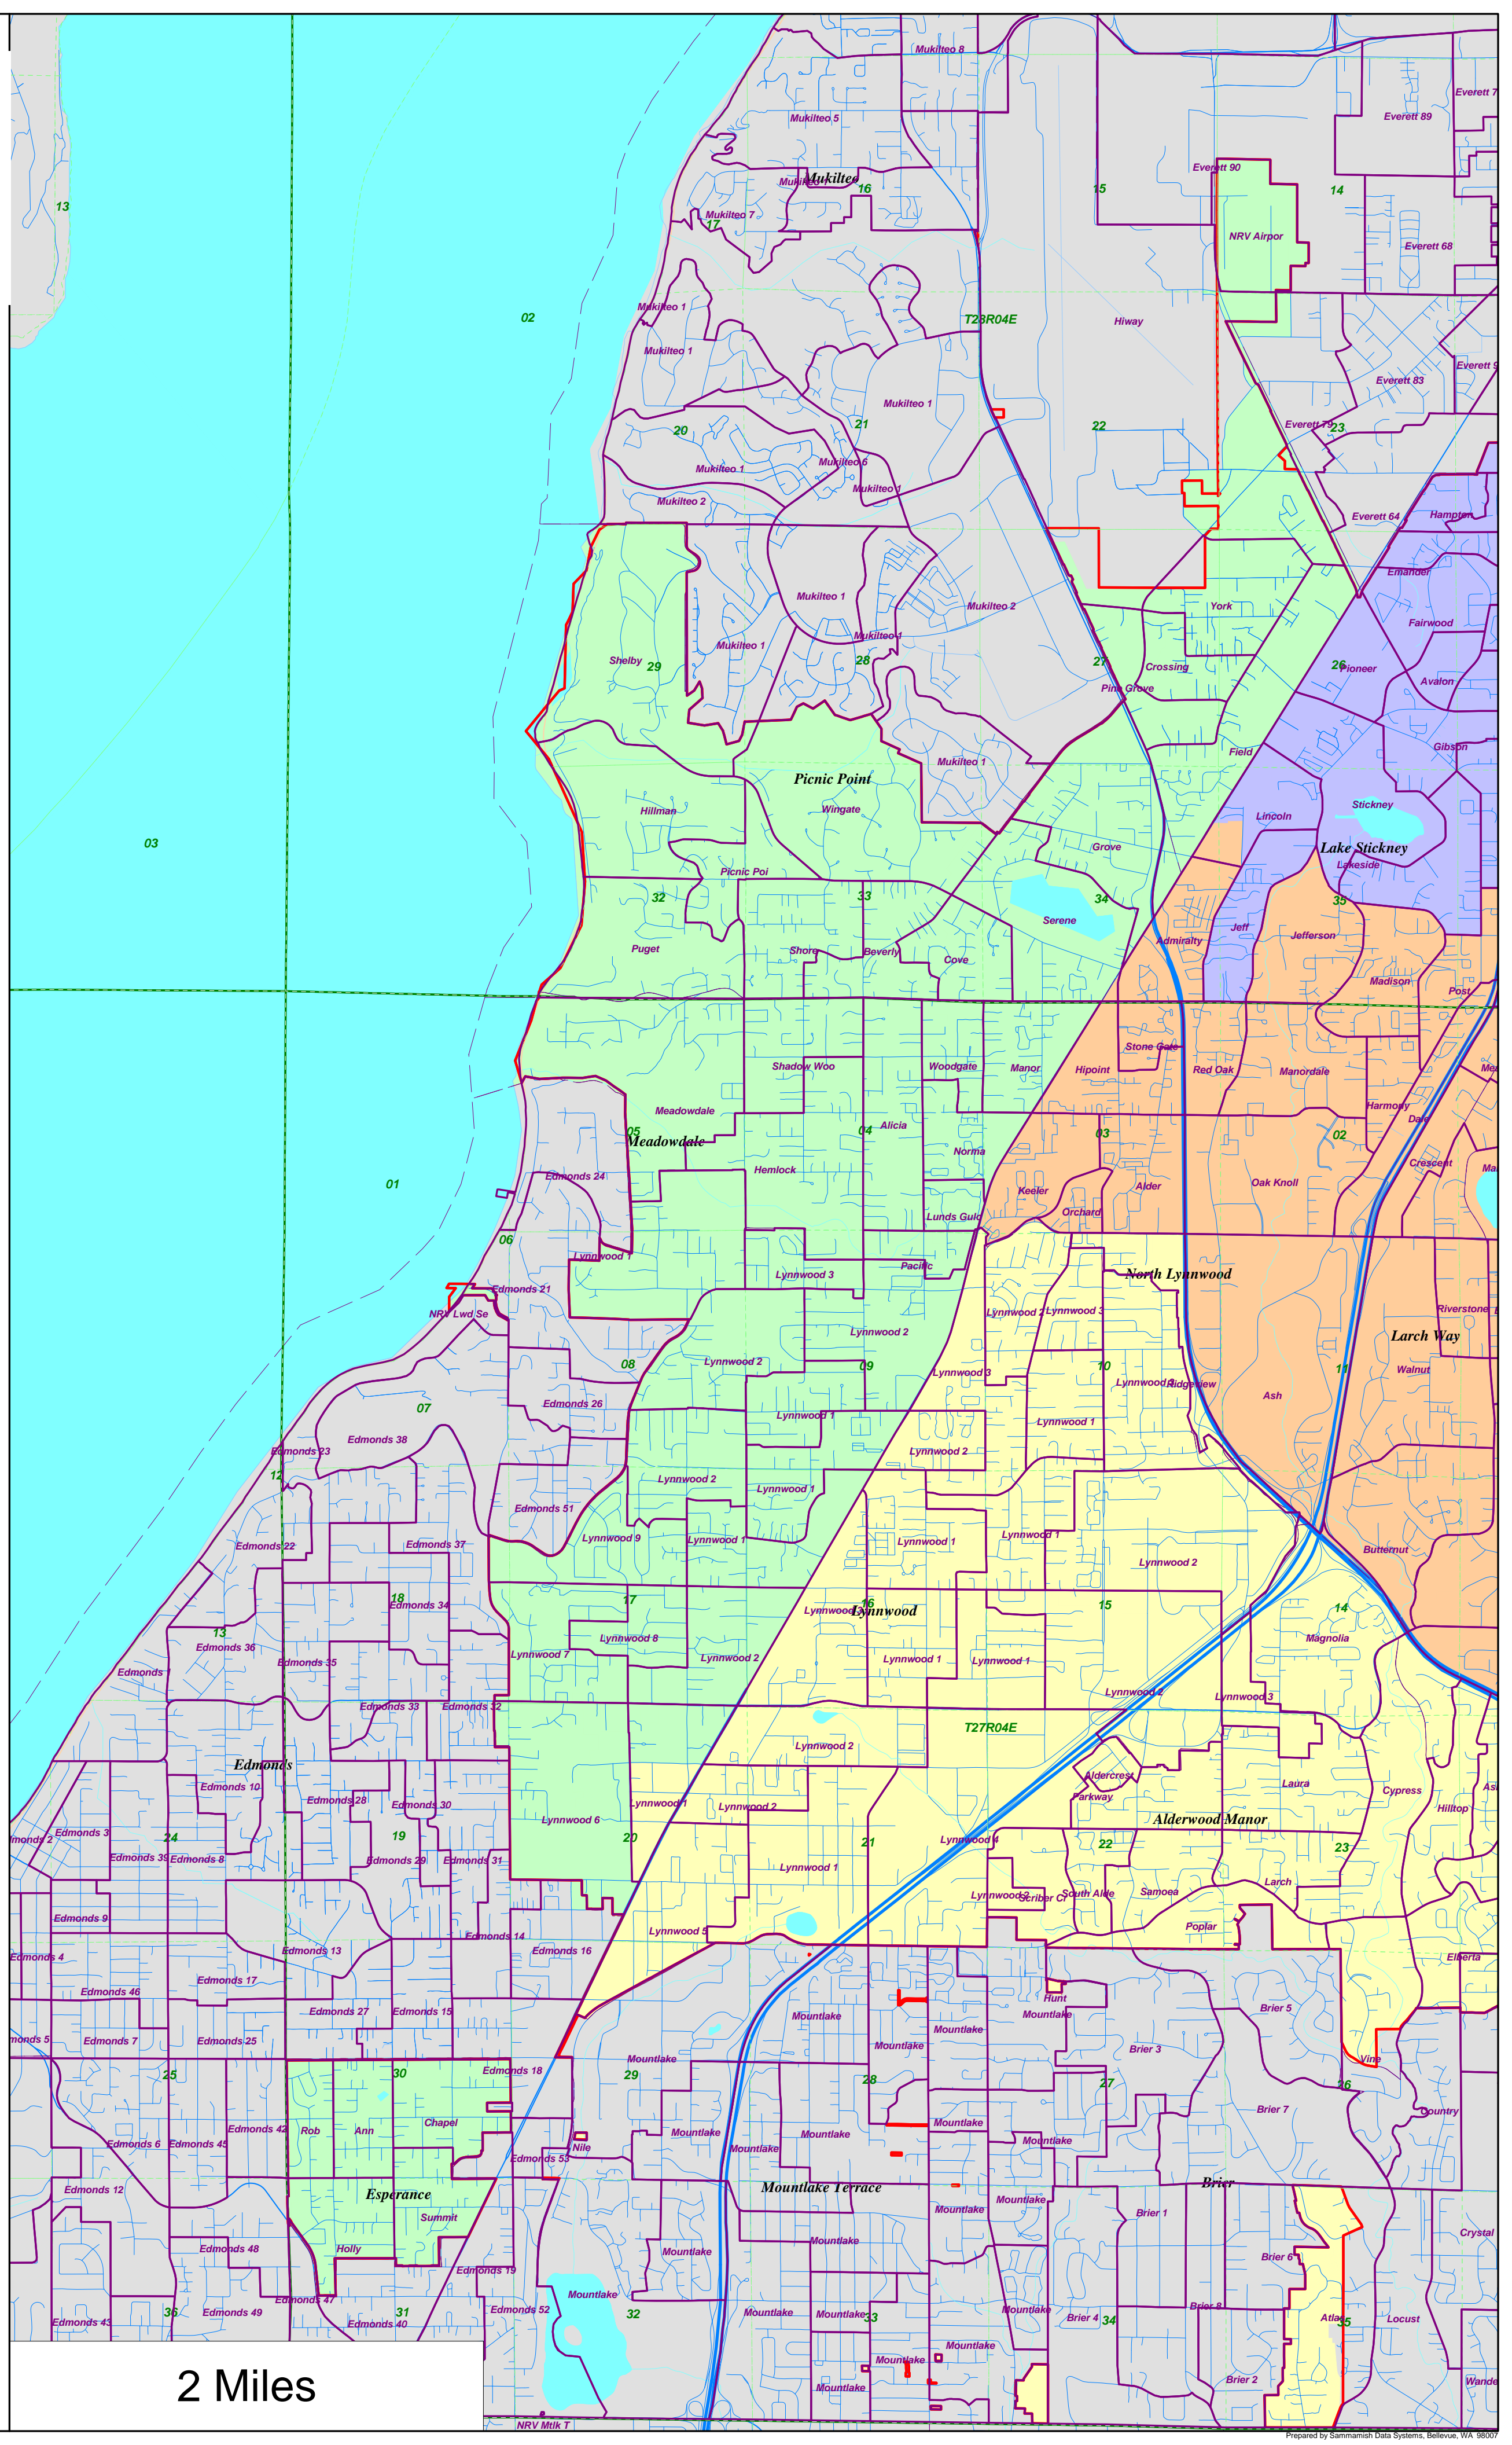 Mukilteo 8
Everett 7
Everett 89
Mukilteo 5
Everett 90
Mukilteo
16
15
14
13
Mukilteo 7
17
NRV Airpor
Everett 68
Mukilteo 1
02
T28R04E
Hiway
Mukilteo 1
Everett 9
Everett 83
Mukilteo 1
20
21
22
Everett 79
23
Mukilteo 1
Mukilteo 6
Mukilteo 1
Mukilteo 2
Everett 64
Hampton
Emander
Mukilteo 1
Mukilteo 2
York
Fairwood
Mukilteo 1
Mukilteo 1
Shelby
29
28
27
Crossing
26
Pioneer
Avalon
Pine Grove
Field
Gibson
Mukilteo 1
Picnic Point
Hillman
Wingate
Stickney
Lincoln
03
Grove
Lake Stickney
Lakeside
Picnic Poi
32
33
34
35
Serene
Jeff
Jefferson
Admiralty
Puget
Shore
Beverly
Cove
Madison
Post
Stone Gate
Shadow Woo
Woodgate
Manor
Hipoint
Red Oak
Manordale
Meadowdale
Harmony
Dale
Alicia
05
04
03
02
Meadowdale
Norma
Hemlock
Crescent
Edmonds 24
01
Keeler
Alder
Oak Knoll
Orchard
Lunds Gulc
06
Lynnwood 1
Pacific
Lynnwood 3
North Lynnwood
Edmonds 21
NRV Lwd Se
Lynnwood 2
Lynnwood 3
Riverstone
Lynnwood 2
Larch Way
08
Lynnwood 2
09
10
11
Walnut
Lynnwood 3
Ridgeview
Ash
07
Edmonds 26
Lynnwood 1
Lynnwood 1
Edmonds 38
Edmonds 23
Lynnwood 2
12
Lynnwood 2
Lynnwood 1
Edmonds 51
Edmonds 22
Edmonds 37
Lynnwood 9
Lynnwood 1
Lynnwood 1
Lynnwood 1
Butternut
Lynnwood 2
18
17
16
15
14
Edmonds 34
Lynnwood
13
Edmonds 36
Lynnwood 8
Magnolia
Edmonds 35
Lynnwood 7
Lynnwood 2
Lynnwood 1
Lynnwood 1
Edmonds 1
Edmonds 33
Edmonds 32
Lynnwood 2
Lynnwood 3
T27R04E
Lynnwood 2
Edmonds
Aldercrest
Edmonds 10
Laura
Cypress
Edmonds 28
Parkway
Edmonds 30
Lynnwood 1
Lynnwood 2
Hilltop
Lynnwood 6
Alderwood Manor
Edmonds 3
24
19
20
21
Lynnwood 4
22
23
Edmonds 39
Edmonds 8
Edmonds 29
Edmonds 31
Lynnwood 1
Larch
Scriber Cr
South Alde
Samoea
Edmonds 9
Lynnwood 5
Poplar
Edmonds 14
Edmonds 13
Edmonds 16
Edmonds 4
Elberta
Edmonds 17
Edmonds 46
Hunt
Edmonds 27
Edmonds 15
Mountlake
Mountlake
Brier 5
Mountlake
Edmonds 7
Edmonds 25
Mountlake
Brier 3
Mountlake
Vine
Edmonds 18
25
30
29
28
27
26
Edmonds 42
Rob
Ann
Chapel
Mountlake
Brier 7
Country
Mountlake
Mountlake
Edmonds 6
Edmonds 45
Mountlake
Mountlake
Nile
Edmonds 53
Edmonds 12
Esperance
Mountlake Terrace
Brier
Mountlake
Mountlake
Brier 1
Summit
Crystal
Mountlake
Edmonds 48
Holly
Mountlake
Brier 6
Edmonds 19
Mountlake
Edmonds 47
Brier 8
Edmonds 43
36
Edmonds 49
31
Edmonds 40
Edmonds 52
32
Mountlake
Mountlake
33
Mountlake
Brier 4
34
Atlas
35
Locust
Mountlake
Mountlake
2 Miles
Mountlake
Brier 2
Wande
NRV Mtlk T
Prepared by Sammamish Data Systems, Bellevue, WA 98007